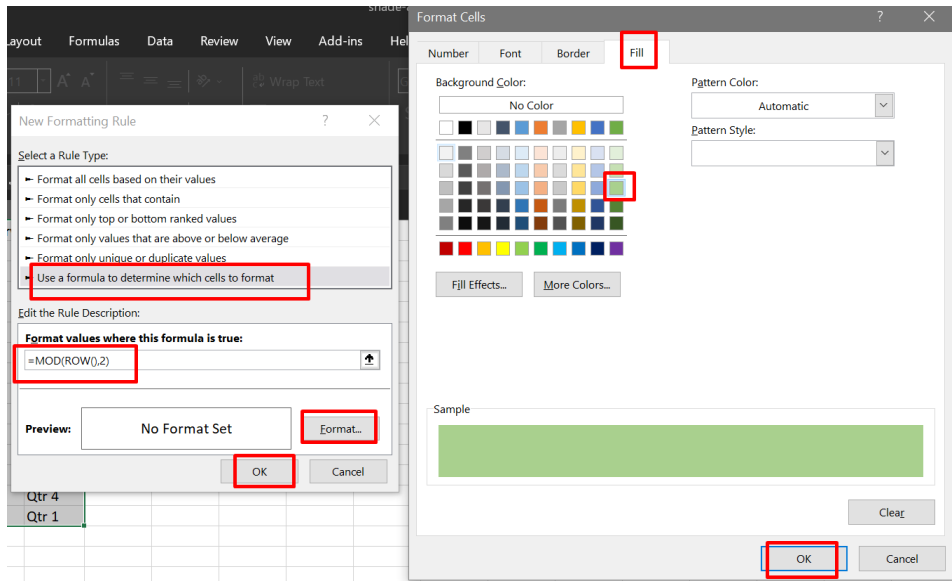 shade-
Layout Formulas Data Review View Add-ins Hel
11 A A Wrap Text
New Formatting Rule ? ×
Select a Rule Type:
► Format all cells based on their values
► Format only cells that contain
► Format only top or bottom ranked values
► Format only values that are above or below average
► Format only unique or duplicate values
► Use a formula to determine which cells to format
Edit the Rule Description:
Format values where this formula is true:
=MOD(ROW(),2)
Preview: No Format Set Format...
OK Cancel
Qtr 4
Qtr 1
Format Cells ? ×
Number Font Border Fill
Background Color:
No Color
Fill Effects... More Colors...
Pattern Color:
Automatic
Pattern Style:
Sample
Clear
OK Cancel